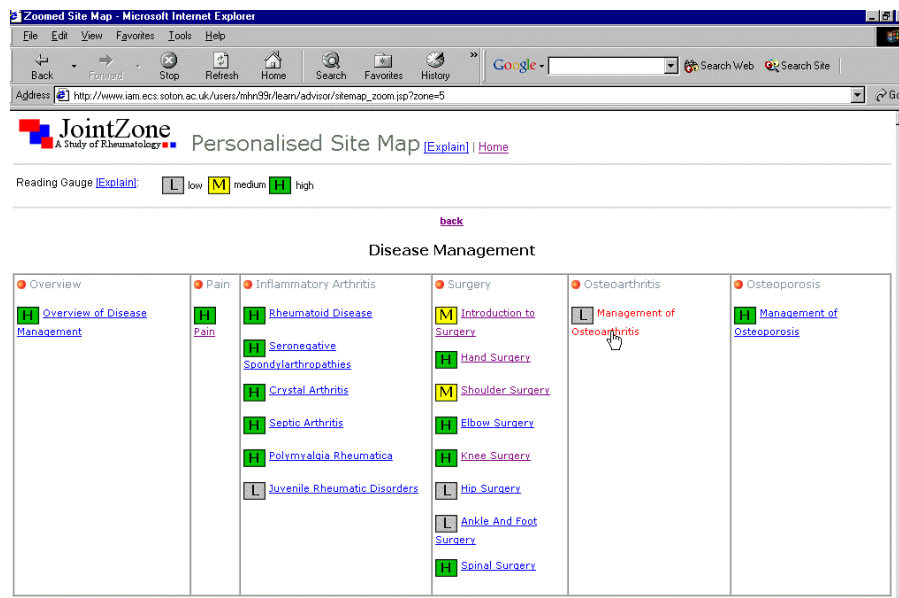 Zoomed Site Map - Microsoft Internet Explorer
File Edit View Favorites Tools Help
Back Forward Stop Refresh Home Search Favorites History » Google Search Web Search Site
Address http://www.iam.ecs.soton.ac.uk/users/mhn99r/learn/advisor/sitemap_zoom.jsp?zone=5
JointZone
A Study of Rheumatology
Personalised Site Map [Explain] | Home
Reading Gauge [Explain]: L low M medium H high
back
Disease Management
Overview
H Overview of Disease
Management
Pain
H
Pain
Inflammatory Arthritis
H Rheumatoid Disease
H Seronegative
Spondylarthropathies
H Crystal Arthritis
H Septic Arthritis
H Polymyalgia Rheumatica
L Juvenile Rheumatic Disorders
Surgery
M Introduction to
Surgery
H Hand Surgery
M Shoulder Surgery
H Elbow Surgery
H Knee Surgery
L Hip Surgery
L Ankle And Foot
Surgery
H Spinal Surgery
Osteoarthritis
L Management of
Osteoarthritis
Osteoporosis
H Management of
Osteoporosis